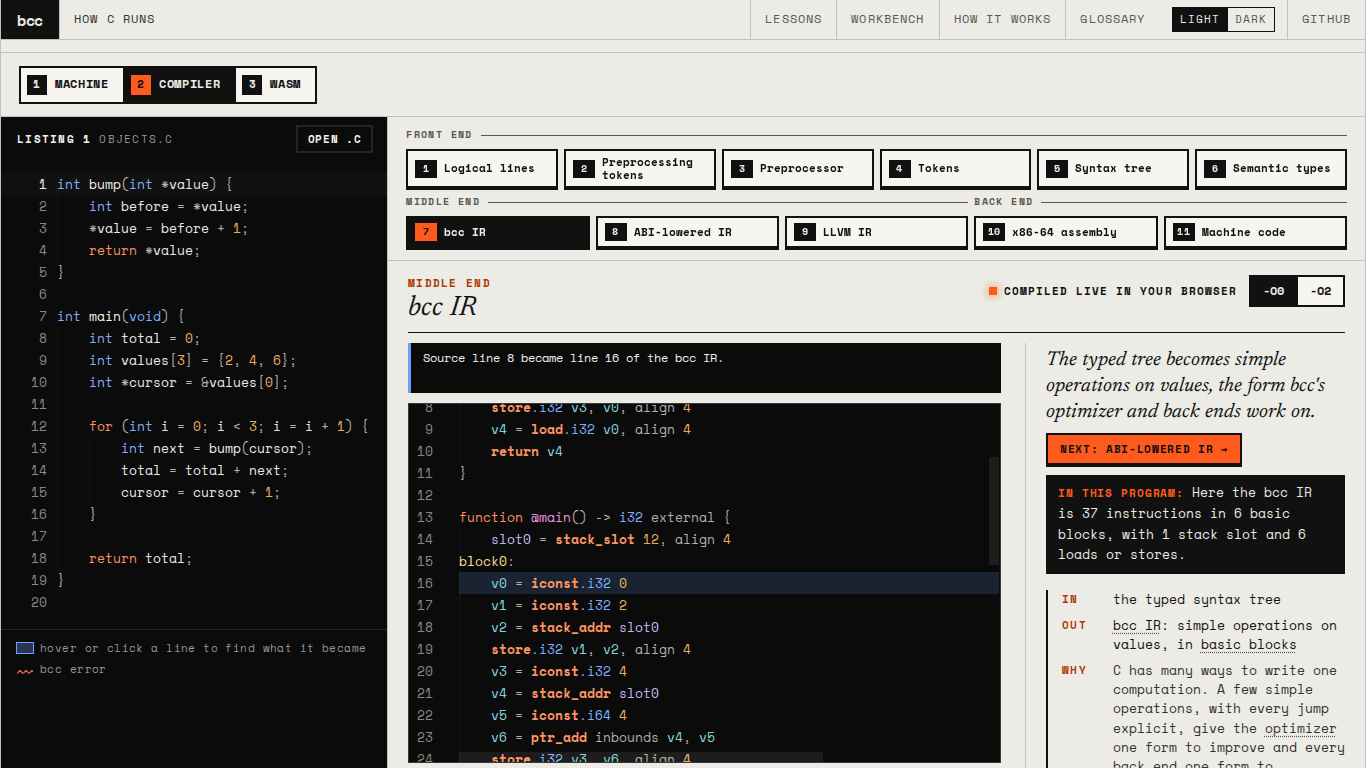 bcc HOW C RUNS LESSONS WORKBENCH HOW IT WORKS GLOSSARY LIGHT DARK GITHUB
1 MACHINE 2 COMPILER 3 WASM
LISTING 1 OBJECTS.C OPEN .C
1 int bump(int *value) {
2 int before = *value;
3 *value = before + 1;
4 return *value;
5 }
6
7 int main(void) {
8 int total = 0;
9 int values[3] = {2, 4, 6};
10 int *cursor = &values[0];
11
12 for (int i = 0; i < 3; i = i + 1) {
13 int next = bump(cursor);
14 total = total + next;
15 cursor = cursor + 1;
16 }
17
18 return total;
19 }
20
hover or click a line to find what it became
bcc error
FRONT END
1 Logical lines
2 Preprocessing
tokens
3 Preprocessor
4 Tokens
5 Syntax tree
6 Semantic types
MIDDLE END
7 bcc IR
8 ABI-lowered IR
9 LLVM IR
BACK END
10 x86-64 assembly
11 Machine code
MIDDLE END
bcc IR
COMPILED LIVE IN YOUR BROWSER -O0 -O2
Source line 8 became line 16 of the bcc IR.
8 store.i32 v3, v0, align 4
9 v4 = load.i32 v0, align 4
10 return v4
11 }
12
13 function @main() -> i32 external {
14 slot0 = stack_slot 12, align 4
15 block0:
16 v0 = iconst.i32 0
17 v1 = iconst.i32 2
18 v2 = stack_addr slot0
19 store.i32 v1, v2, align 4
20 v3 = iconst.i32 4
21 v4 = stack_addr slot0
22 v5 = iconst.i64 4
23 v6 = ptr_add inbounds v4, v5
24 store.i32 v3, v6, align 4
The typed tree becomes simple
operations on values, the form bcc's
optimizer and back ends work on.
NEXT: ABI-LOWERED IR →
IN THIS PROGRAM: Here the bcc IR
is 37 instructions in 6 basic
blocks, with 1 stack slot and 6
loads or stores.
IN the typed syntax tree
OUT bcc IR: simple operations on
values, in basic blocks
WHY C has many ways to write one
computation. A few simple
operations, with every jump
explicit, give the optimizer
one form to improve and every
back end one form to